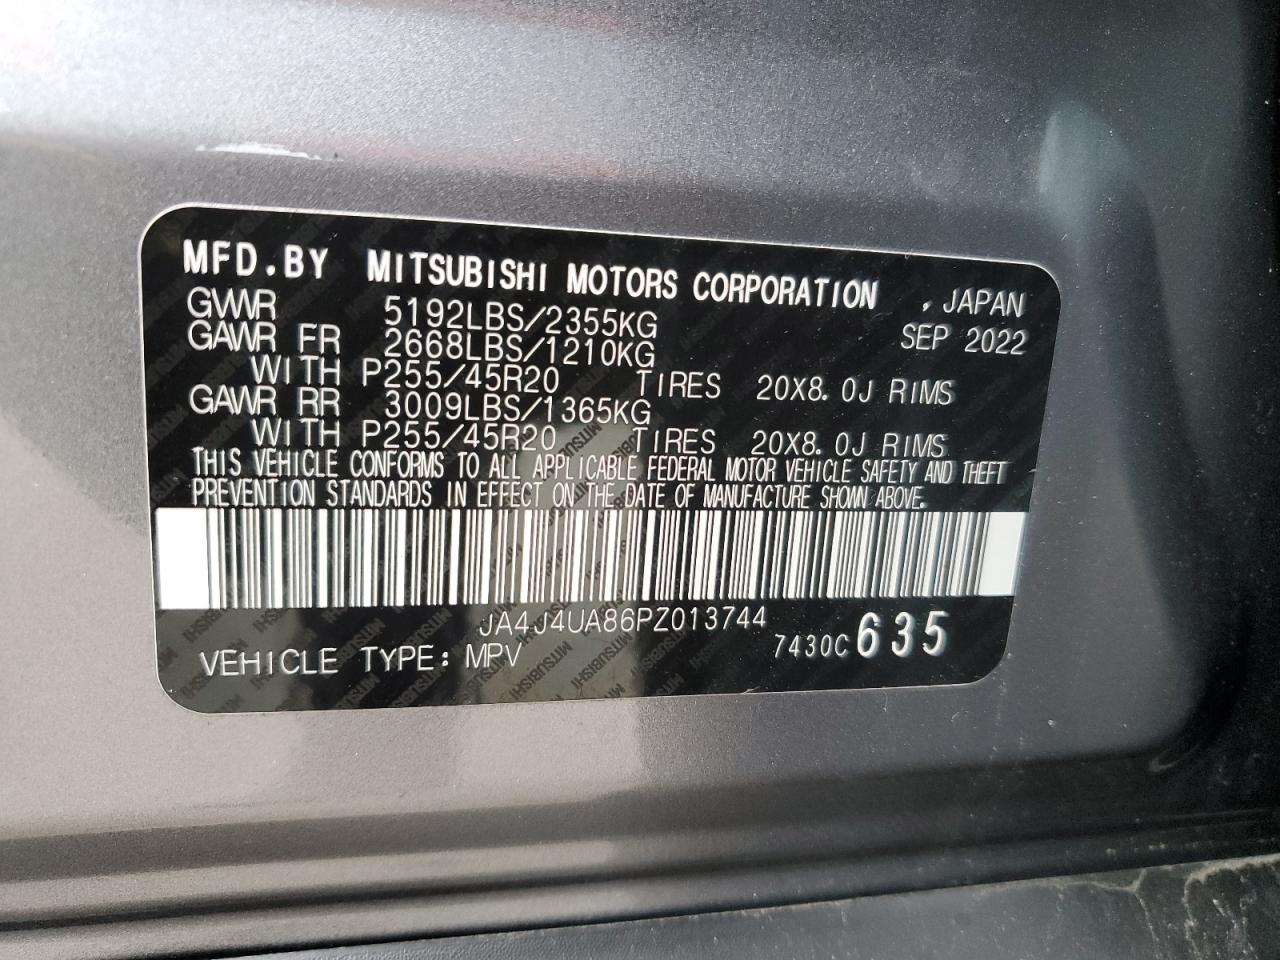 MFD.BY MITSUBISHI MOTORS CORPORATION , JAPAN
GVWR 5192LBS/2355KG SEP 2022
GAWR FR 2668LBS/1210KG
WITH P255/45R20 TIRES 20X8.0J RIMS
GAWR RR 3009LBS/1365KG
WITH P255/45R20 TIRES 20X8.0J RIMS
THIS VEHICLE CONFORMS TO ALL APPLICABLE FEDERAL MOTOR VEHICLE SAFETY AND THEFT
PREVENTION STANDARDS IN EFFECT ON THE DATE OF MANUFACTURE SHOWN ABOVE.
JA4J4UA86PZ013744
7430C 635
VEHICLE TYPE: MPV